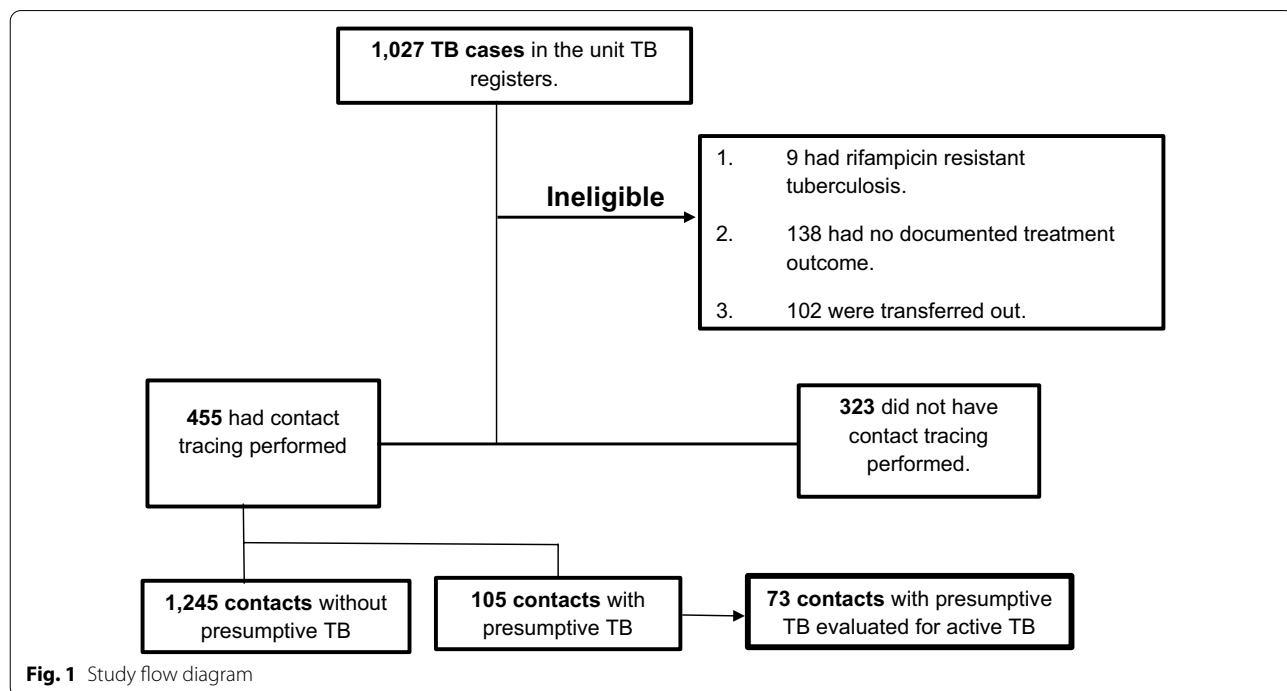 1,027 TB cases in the unit TB
registers.
Ineligible
1. 9 had rifampicin resistant
tuberculosis.
2. 138 had no documented treatment
outcome.
3. 102 were transferred out.
455 had contact
tracing performed
323 did not have
contact tracing
performed.
1,245 contacts without
presumptive TB
105 contacts with
presumptive TB
73 contacts with presumptive
TB evaluated for active TB
Fig. 1 Study flow diagram